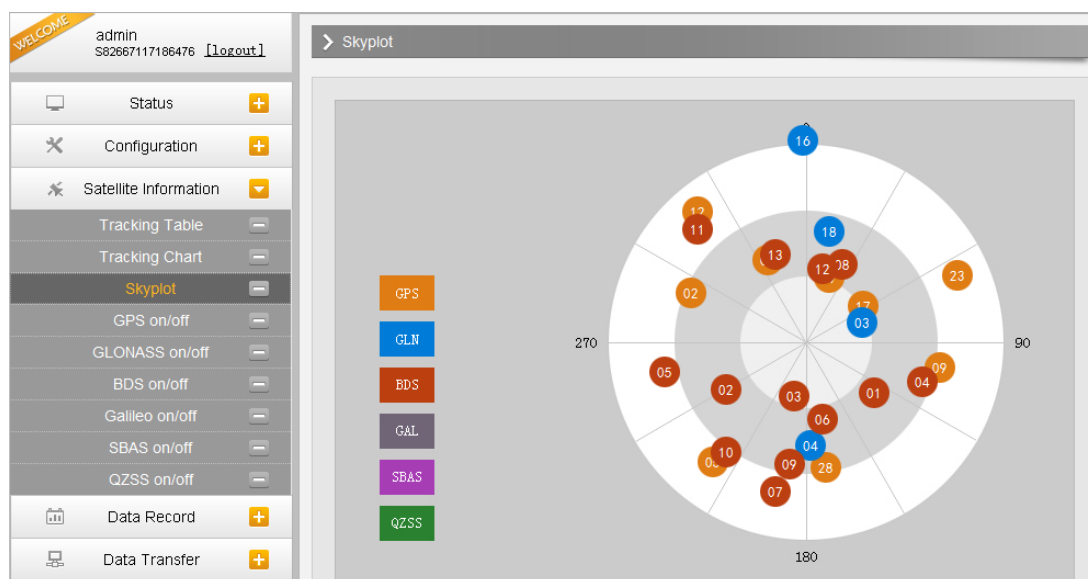 WELCOME
admin
S82667117186476 [logout]
Status
Configuration
Satellite Information
Tracking Table
Tracking Chart
Skyplot
GPS on/off
GLONASS on/off
BDS on/off
Galileo on/off
SBAS on/off
QZSS on/off
Data Record
Data Transfer
Skyplot
GPS
GLN
BDS
GAL
SBAS
QZSS
16
12
11
18
13
12
08
23
02
17
03
270
90
05
09
04
02
01
03
06
04
10
09
28
07
180